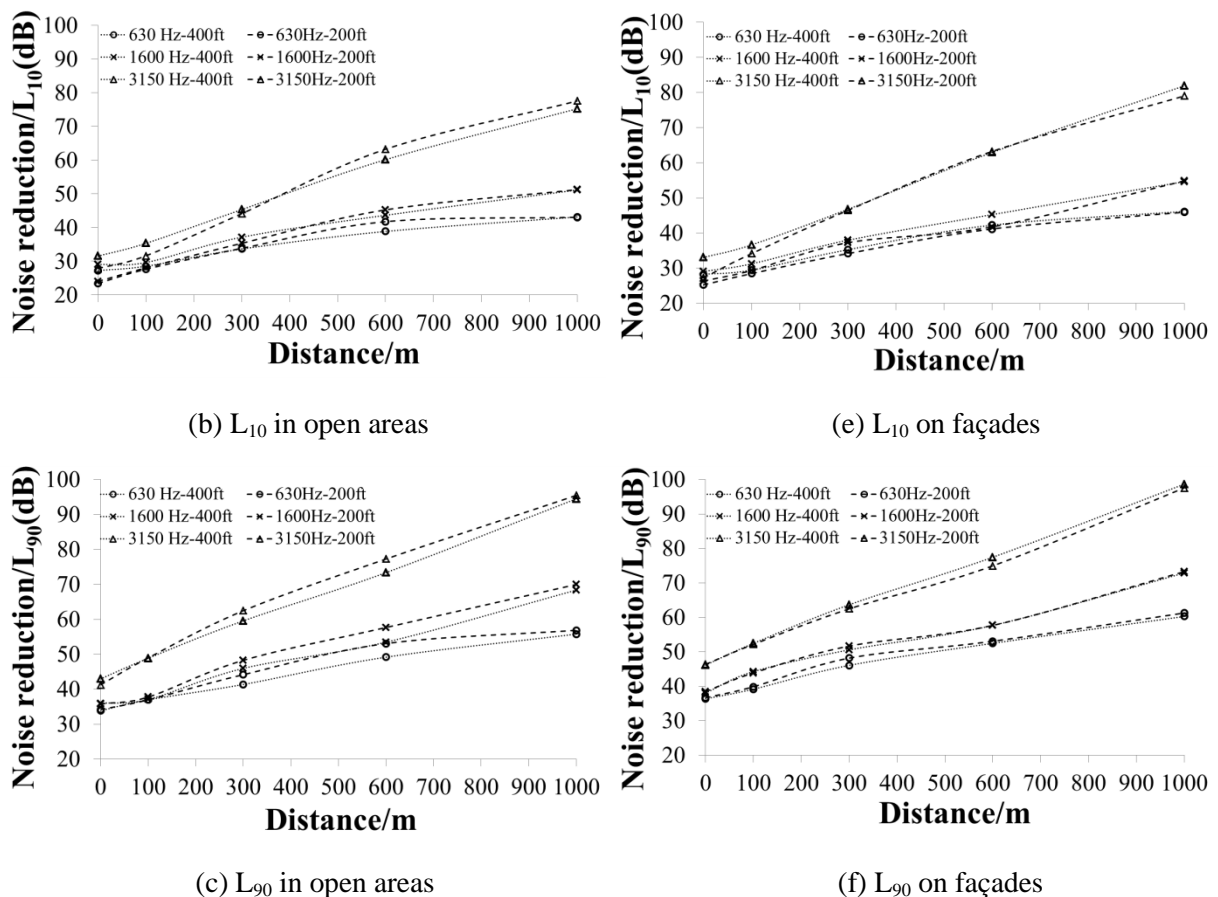 Noise reduction/L10(dB)
100
90
80
70
60
50
40
30
20
630 Hz-400ft 630Hz-200ft
1600 Hz-400ft 1600Hz-200ft
3150 Hz-400ft 3150Hz-200ft
0 100 200 300 400 500 600 700 800 900 1000
Distance/m
(b) L10 in open areas
Noise reduction/L10(dB)
100
90
80
70
60
50
40
30
20
630 Hz-400ft 630Hz-200ft
1600 Hz-400ft 1600Hz-200ft
3150 Hz-400ft 3150Hz-200ft
0 100 200 300 400 500 600 700 800 900 1000
Distance/m
(e) L10 on façades
Noise reduction/L90(dB)
100
90
80
70
60
50
40
30
20
630 Hz-400ft 630Hz-200ft
1600 Hz-400ft 1600Hz-200ft
3150 Hz-400ft 3150Hz-200ft
0 100 200 300 400 500 600 700 800 900 1000
Distance/m
(c) L90 in open areas
Noise reduction/L90(dB)
100
90
80
70
60
50
40
30
20
630 Hz-400ft 630Hz-200ft
1600 Hz-400ft 1600Hz-200ft
3150 Hz-400ft 3150Hz-200ft
0 100 200 300 400 500 600 700 800 900 1000
Distance/m
(f) L90 on façades